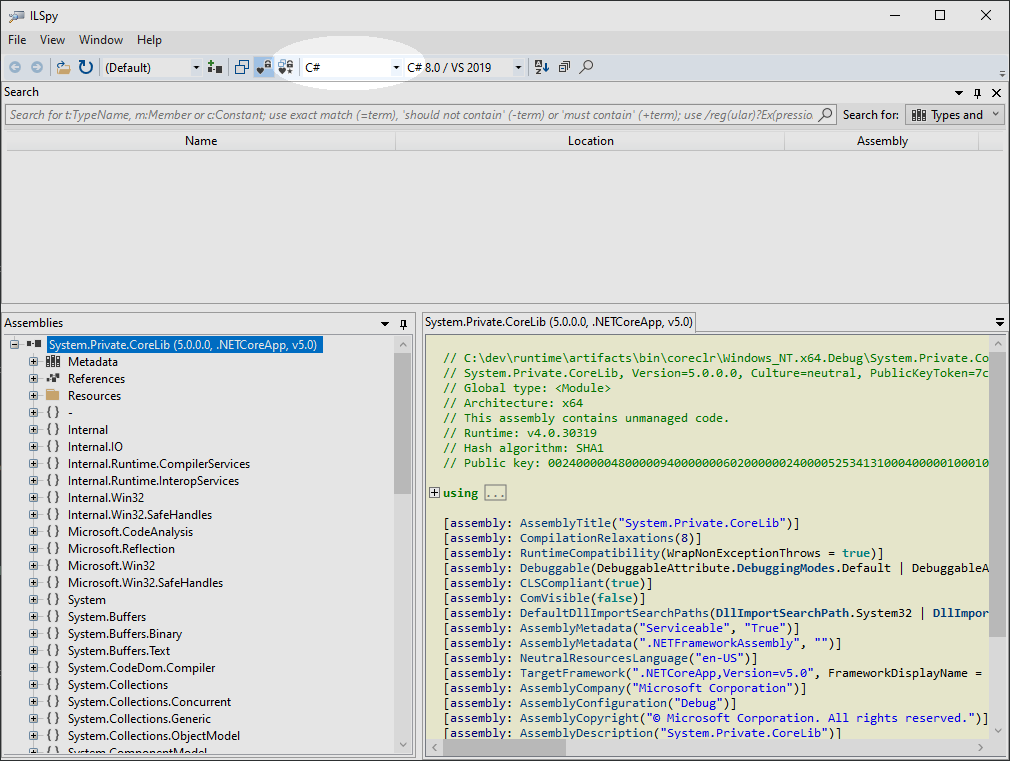 ILSpy
File View Window Help
(Default) C# C# 8.0 / VS 2019
Search
Search for t:TypeName, m:Member or c:Constant; use exact match (=term), 'should not contain' (-term) or 'must contain' (+term); use /reg(ular)?Ex(pressio Search for: Types and
Name Location Assembly
Assemblies
System.Private.CoreLib (5.0.0.0, .NETCoreApp, v5.0)
Metadata
References
Resources
{ } -
{ } Internal
{ } Internal.IO
{ } Internal.Runtime.CompilerServices
{ } Internal.Runtime.InteropServices
{ } Internal.Win32
{ } Internal.Win32.SafeHandles
{ } Microsoft.CodeAnalysis
{ } Microsoft.Reflection
{ } Microsoft.Win32
{ } Microsoft.Win32.SafeHandles
{ } System
{ } System.Buffers
{ } System.Buffers.Binary
{ } System.Buffers.Text
{ } System.CodeDom.Compiler
{ } System.Collections
{ } System.Collections.Concurrent
{ } System.Collections.Generic
{ } System.Collections.ObjectModel
{ } System.ComponentModel
System.Private.CoreLib (5.0.0.0, .NETCoreApp, v5.0)
// C:\dev\runtime\artifacts\bin\coreclr\Windows_NT.x64.Debug\System.Private.Co
// System.Private.CoreLib, Version=5.0.0.0, Culture=neutral, PublicKeyToken=7c
// Global type: <Module>
// Architecture: x64
// This assembly contains unmanaged code.
// Runtime: v4.0.30319
// Hash algorithm: SHA1
// Public key: 00240000048000009400000006020000002400005253413100040000010001​0
using ...
[assembly: AssemblyTitle("System.Private.CoreLib")]
[assembly: CompilationRelaxations(8)]
[assembly: RuntimeCompatibility(WrapNonExceptionThrows = true)]
[assembly: Debuggable(DebuggableAttribute.DebuggingModes.Default | DebuggableA
[assembly: CLSCompliant(true)]
[assembly: ComVisible(false)]
[assembly: DefaultDllImportSearchPaths(DllImportSearchPath.System32 | DllImpor
[assembly: AssemblyMetadata("Serviceable", "True")]
[assembly: AssemblyMetadata(".NETFrameworkAssembly", "")]
[assembly: NeutralResourcesLanguage("en-US")]
[assembly: TargetFramework(".NETCoreApp,Version=v5.0", FrameworkDisplayName =
[assembly: AssemblyCompany("Microsoft Corporation")]
[assembly: AssemblyConfiguration("Debug")]
[assembly: AssemblyCopyright("© Microsoft Corporation. All rights reserved.")]
[assembly: AssemblyDescription("System.Private.CoreLib")]